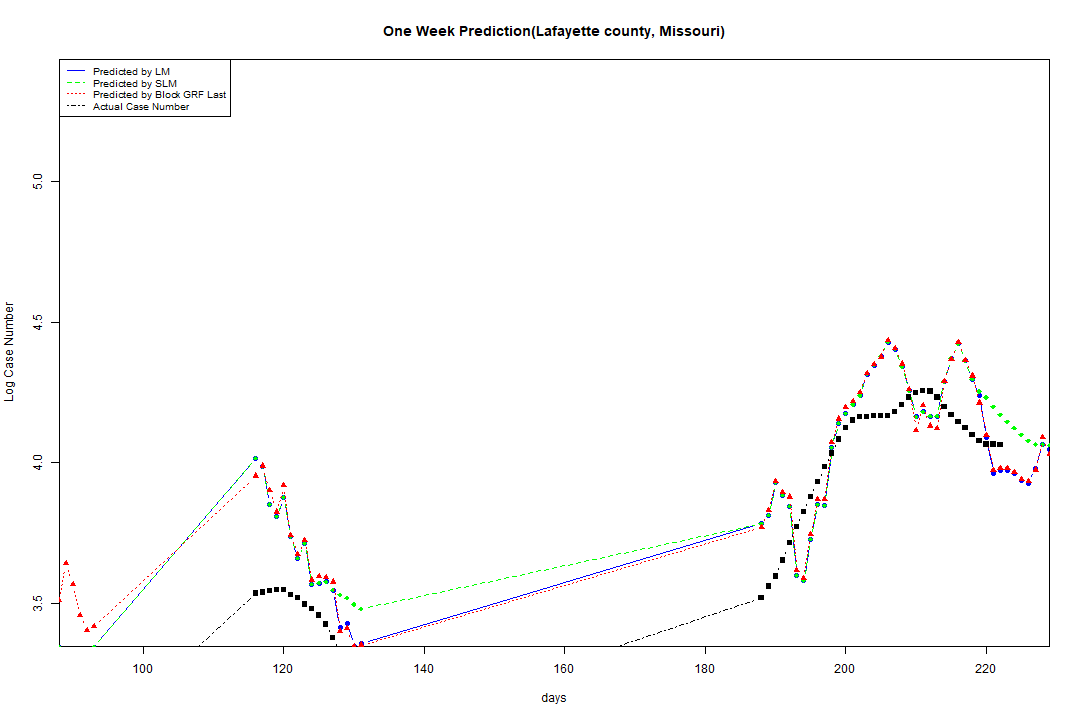 One Week Prediction(Lafayette county, Missouri)
Predicted by LM
Predicted by SLM
Predicted by Block GRF Last
Actual Case Number
5.0
4.5
4.0
3.5
Log Case Number
100 120 140 160 180 200 220
days